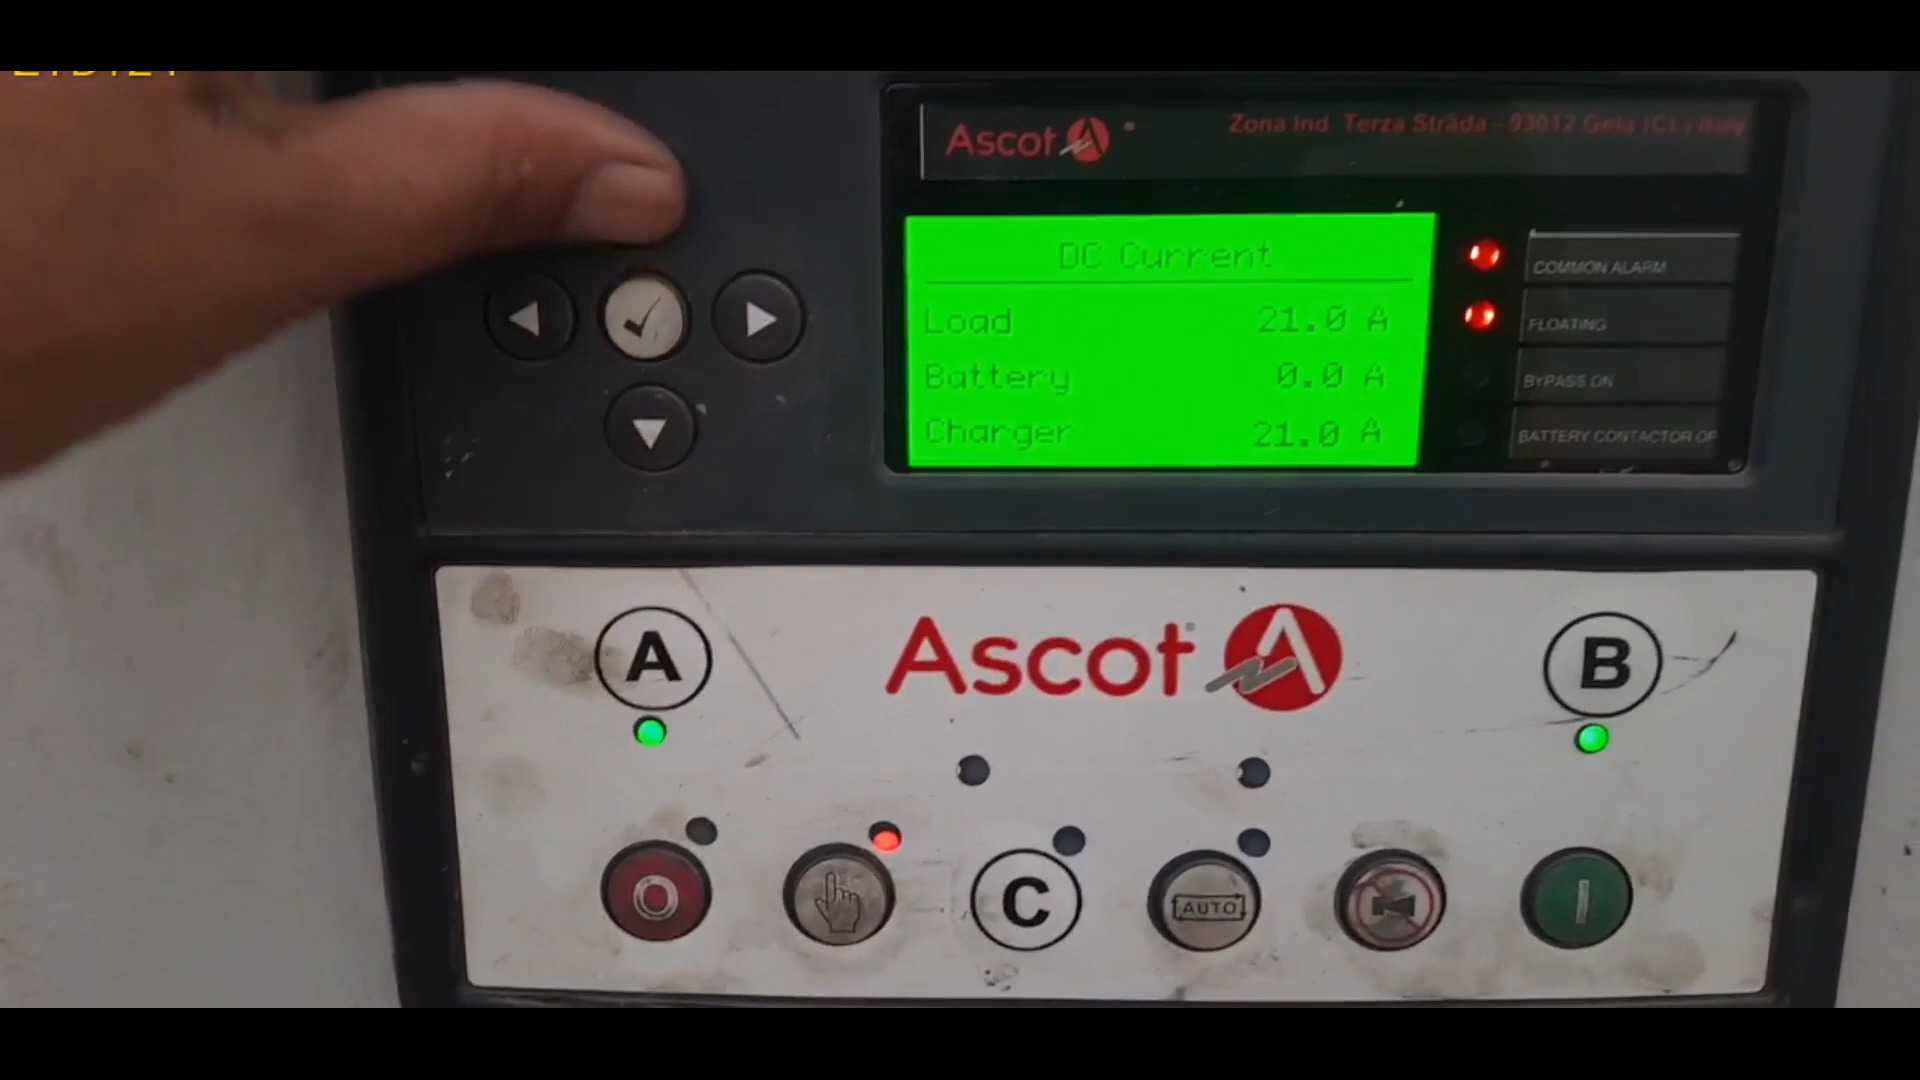 Ascot
Zona Ind Terza Strada - 93012 Gela (CL) Italy
DC Current
Load 21.0 A
Battery 0.0 A
Charger 21.0 A
COMMON ALARM
FLOATING
BYPASS ON
BATTERY CONTACTOR OP
A
Ascot
B
C
AUTO